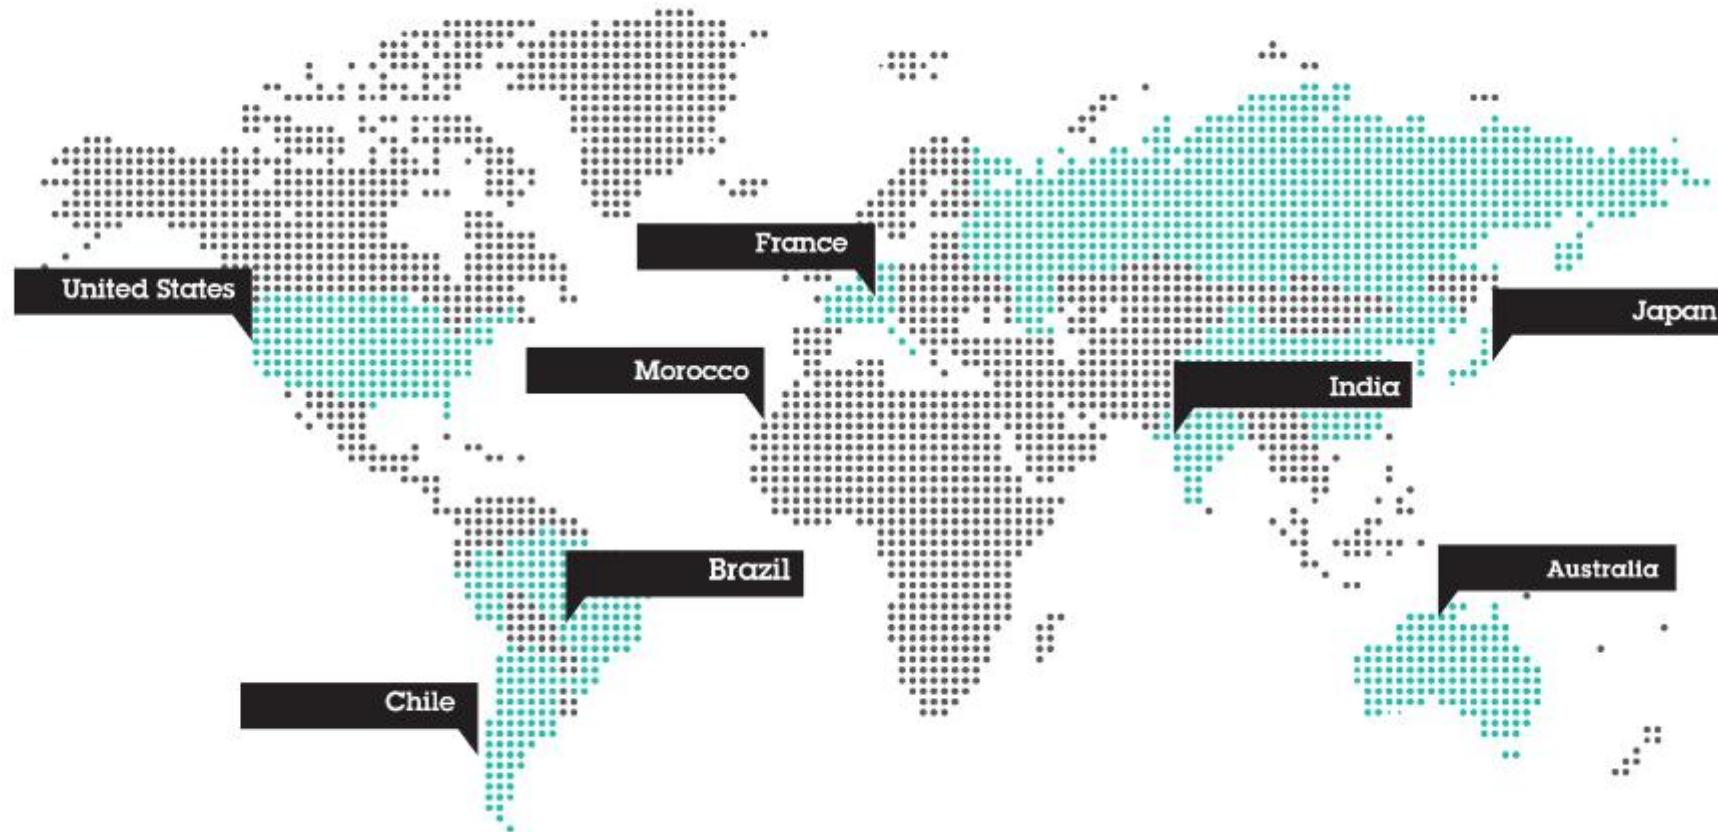 France
United States
Japan
Morocco
India
Brazil
Australia
Chile